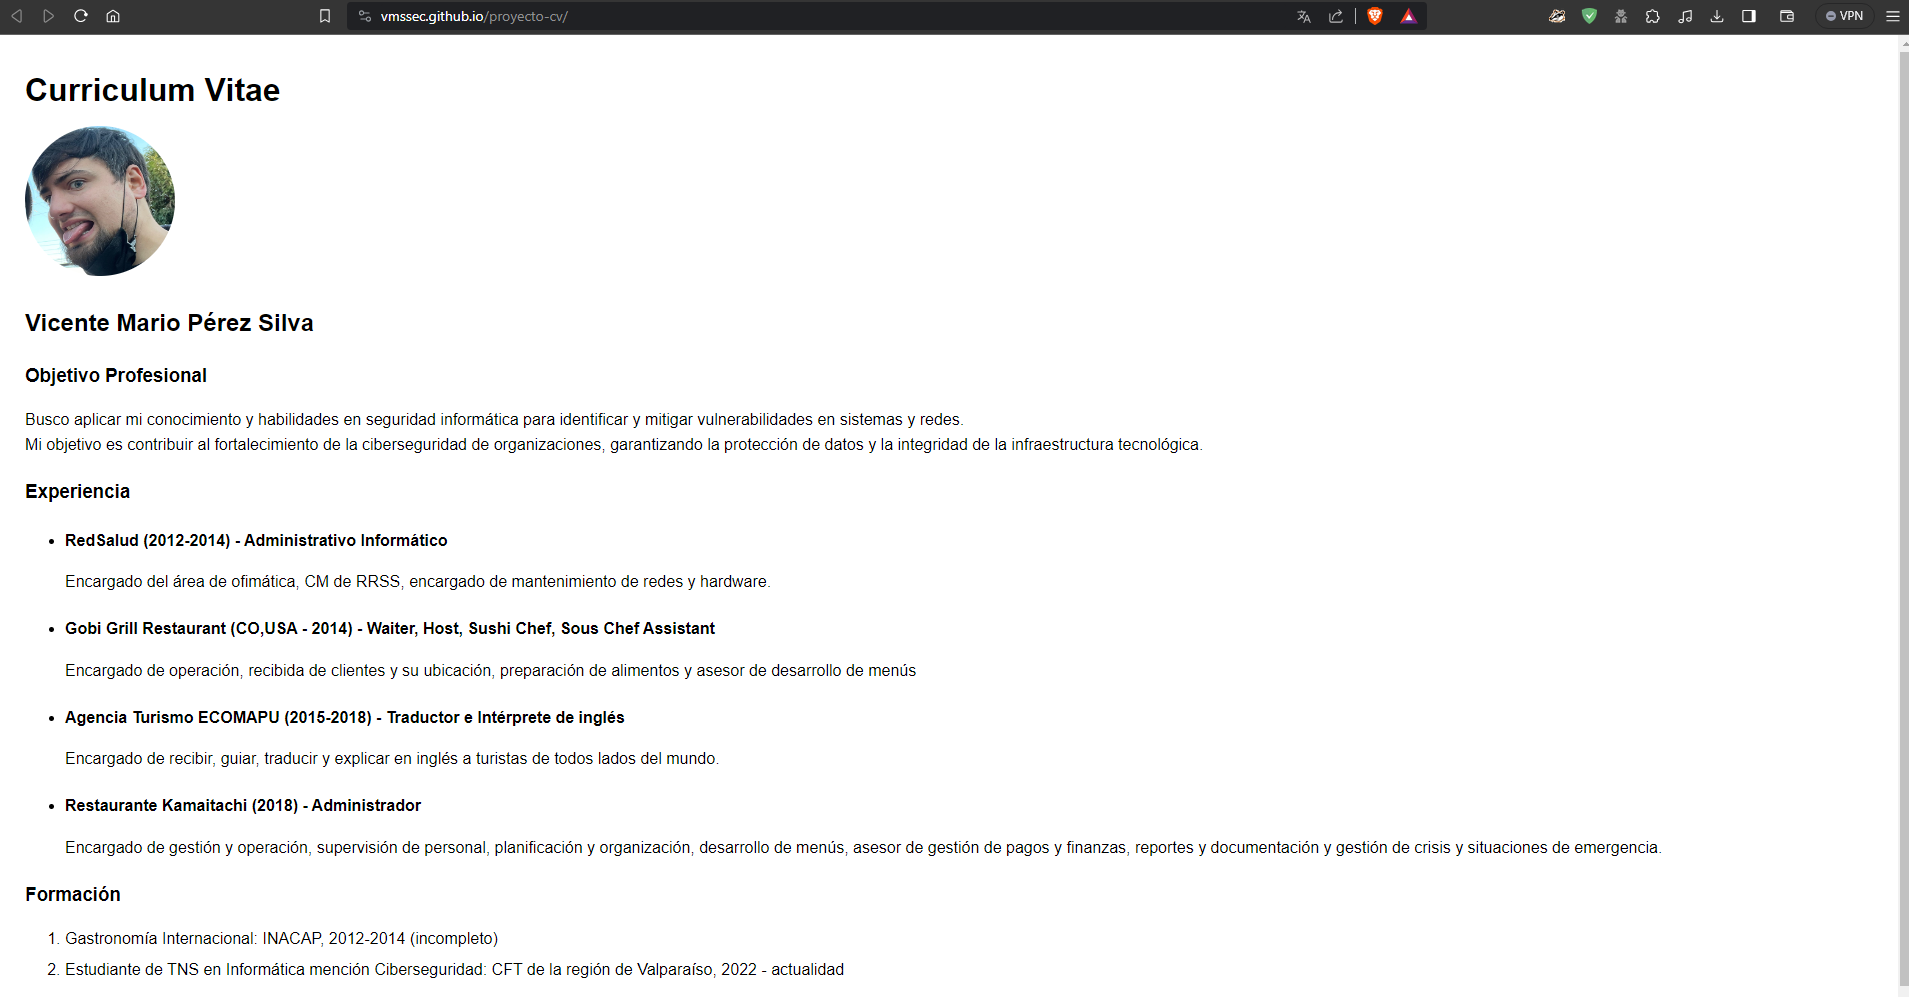 vmssec.github.io/proyecto-cv/
VPN
Curriculum Vitae
Vicente Mario Pérez Silva
Objetivo Profesional
Busco aplicar mi conocimiento y habilidades en seguridad informática para identificar y mitigar vulnerabilidades en sistemas y redes.
Mi objetivo es contribuir al fortalecimiento de la ciberseguridad de organizaciones, garantizando la protección de datos y la integridad de la infraestructura tecnológica.
Experiencia
• RedSalud (2012-2014) - Administrativo Informático
Encargado del área de ofimática, CM de RRSS, encargado de mantenimiento de redes y hardware.
• Gobi Grill Restaurant (CO,USA - 2014) - Waiter, Host, Sushi Chef, Sous Chef Assistant
Encargado de operación, recibida de clientes y su ubicación, preparación de alimentos y asesor de desarrollo de menús
• Agencia Turismo ECOMAPU (2015-2018) - Traductor e Intérprete de inglés
Encargado de recibir, guiar, traducir y explicar en inglés a turistas de todos lados del mundo.
• Restaurante Kamaitachi (2018) - Administrador
Encargado de gestión y operación, supervisión de personal, planificación y organización, desarrollo de menús, asesor de gestión de pagos y finanzas, reportes y documentación y gestión de crisis y situaciones de emergencia.
Formación
1. Gastronomía Internacional: INACAP, 2012-2014 (incompleto)
2. Estudiante de TNS en Informática mención Ciberseguridad: CFT de la región de Valparaíso, 2022 - actualidad